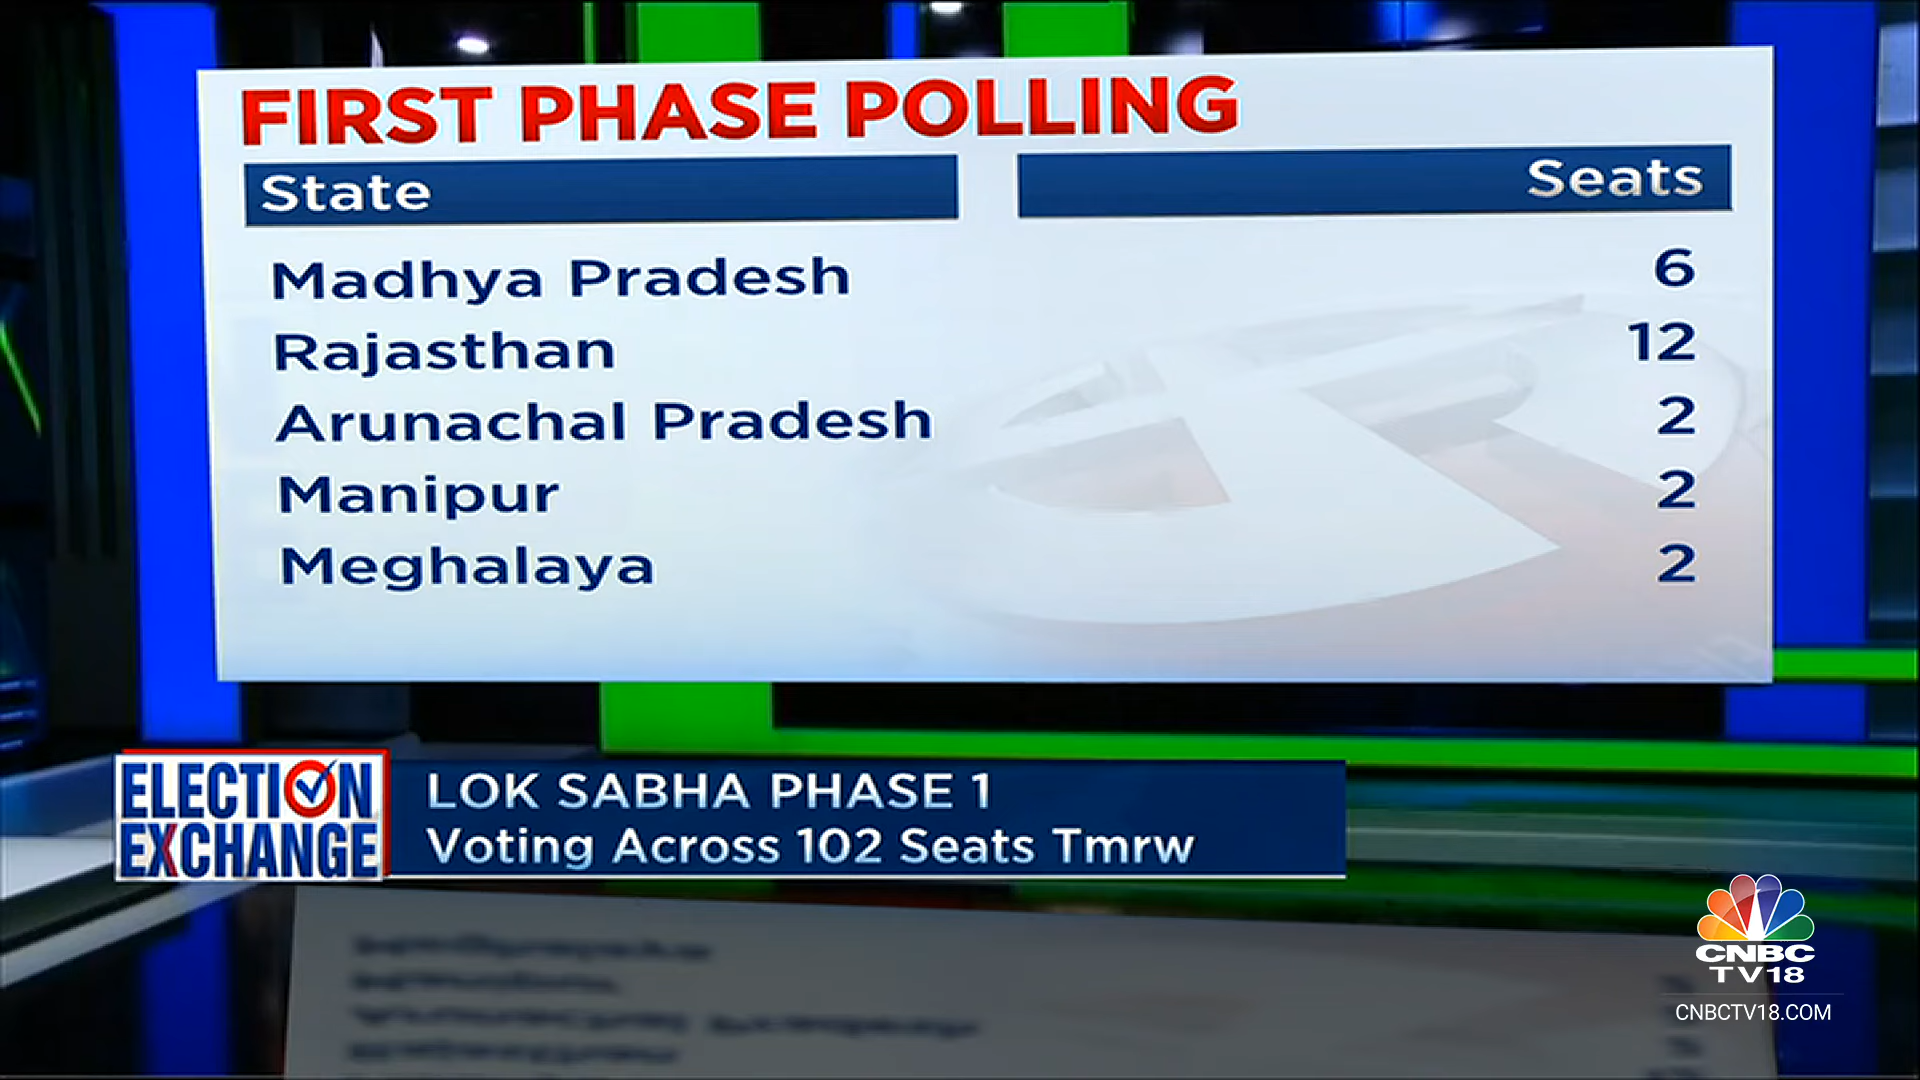 FIRST PHASE POLLING
State Seats
Madhya Pradesh 6
Rajasthan 12
Arunachal Pradesh 2
Manipur 2
Meghalaya 2
ELECTION
EXCHANGE
LOK SABHA PHASE 1
Voting Across 102 Seats Tmrw
CNBC
TV18
CNBCTV18.COM